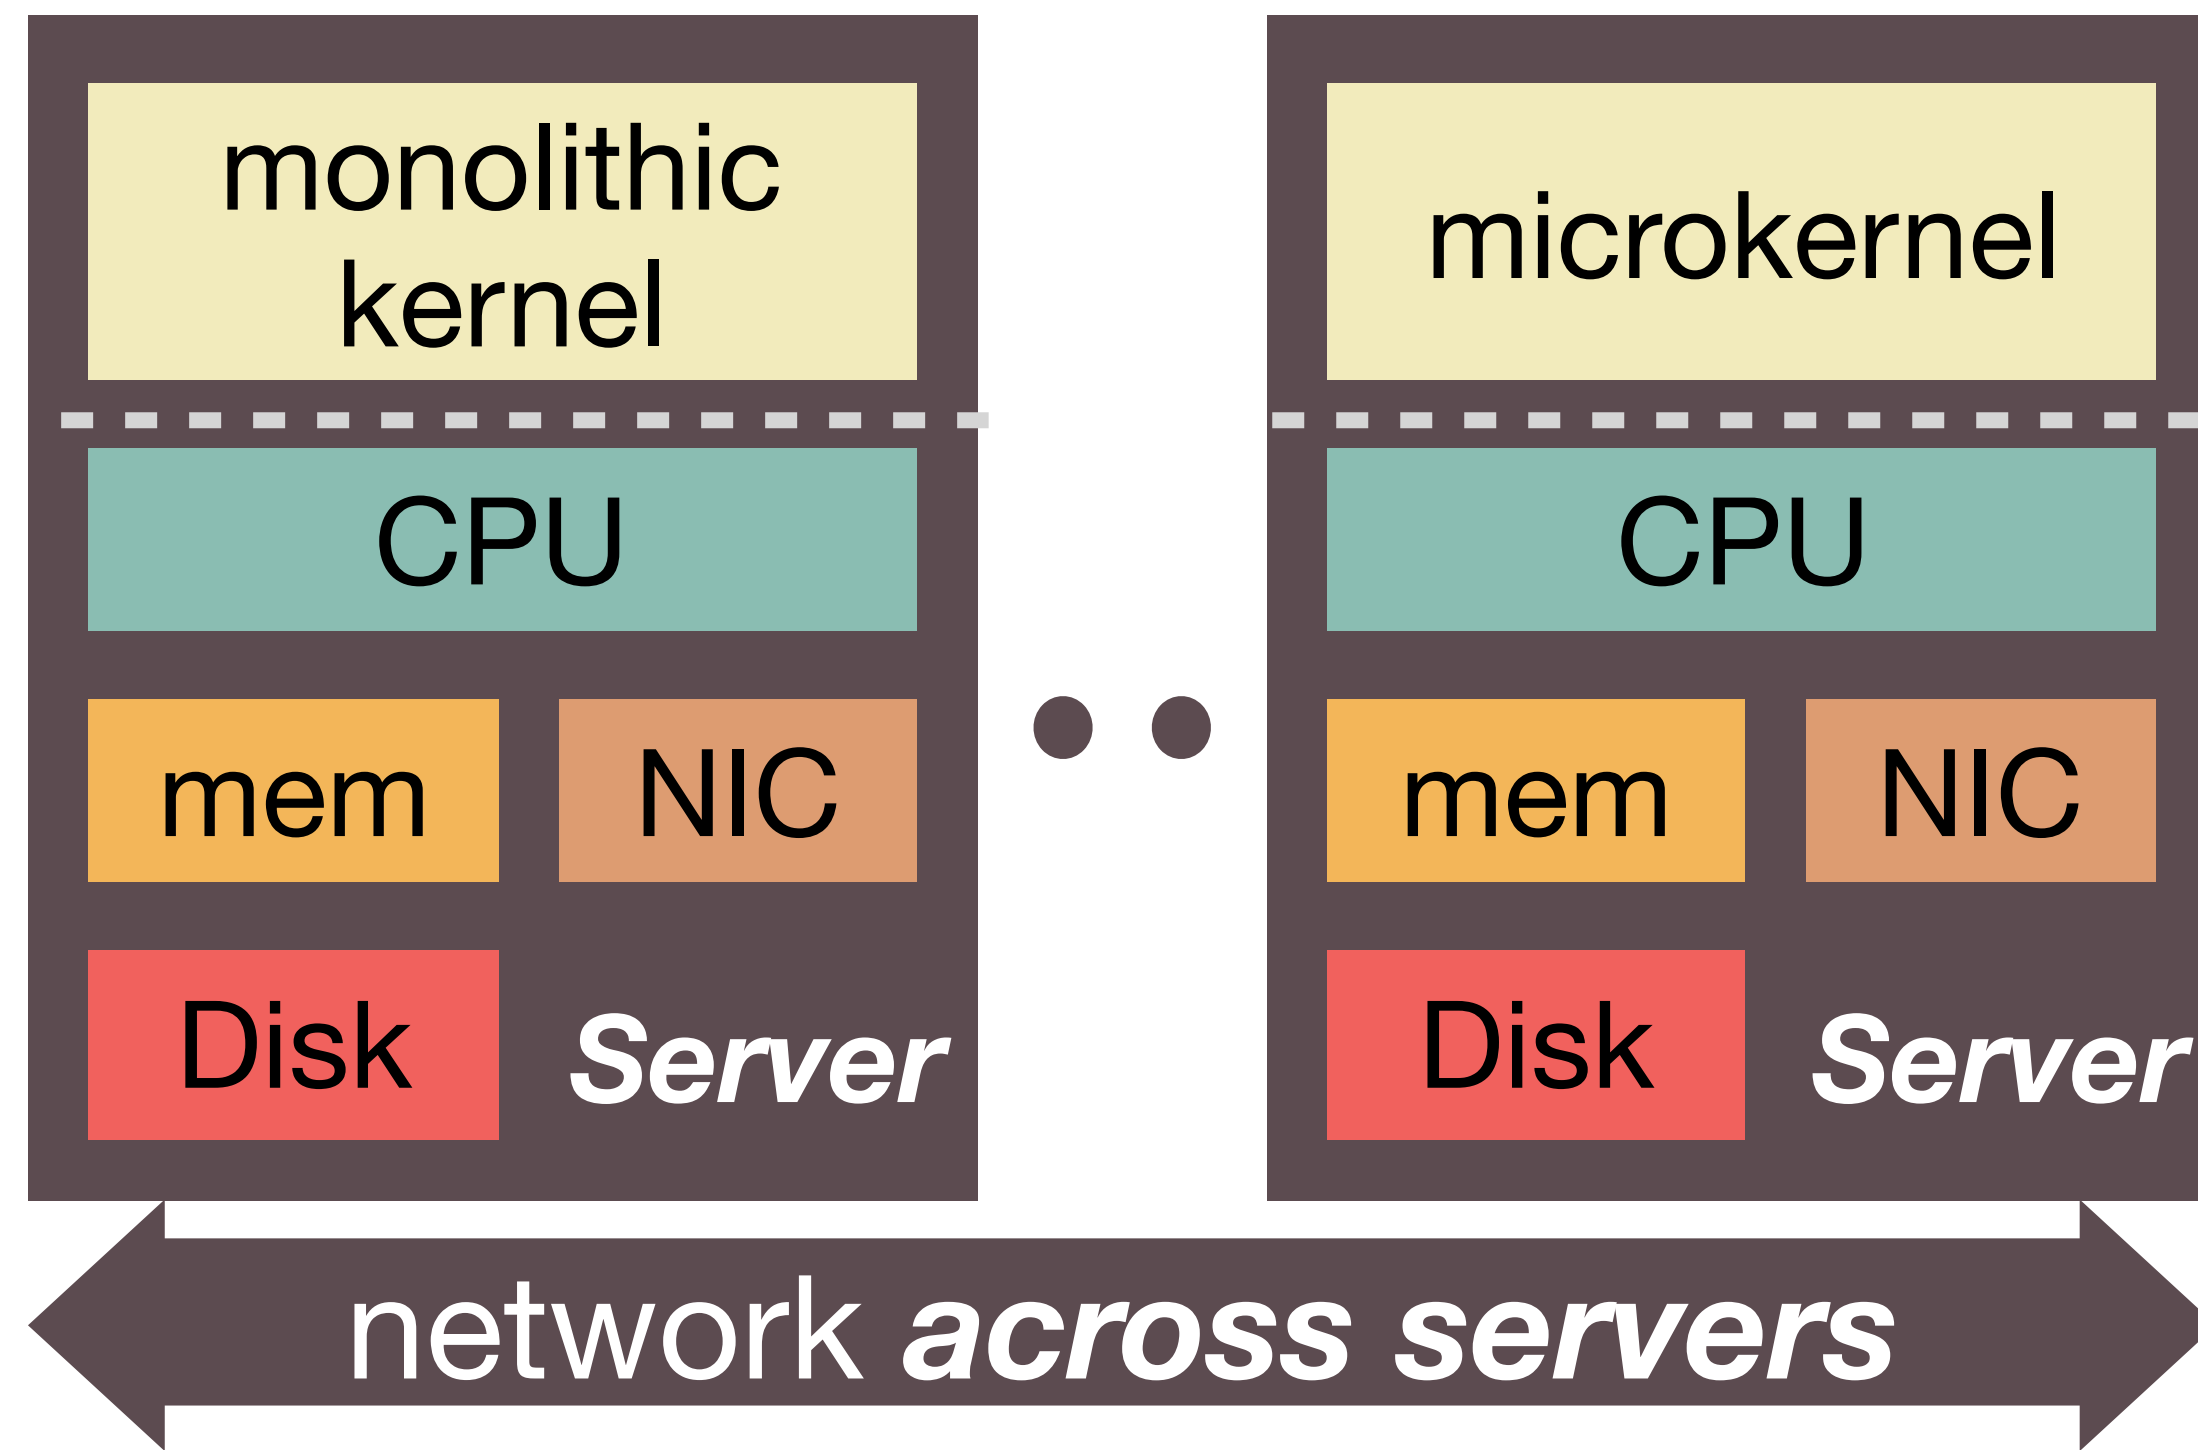 monolithic
kernel
CPU
mem
NIC
Disk
Server
microkernel
CPU
mem
NIC
Disk
Server
network across servers